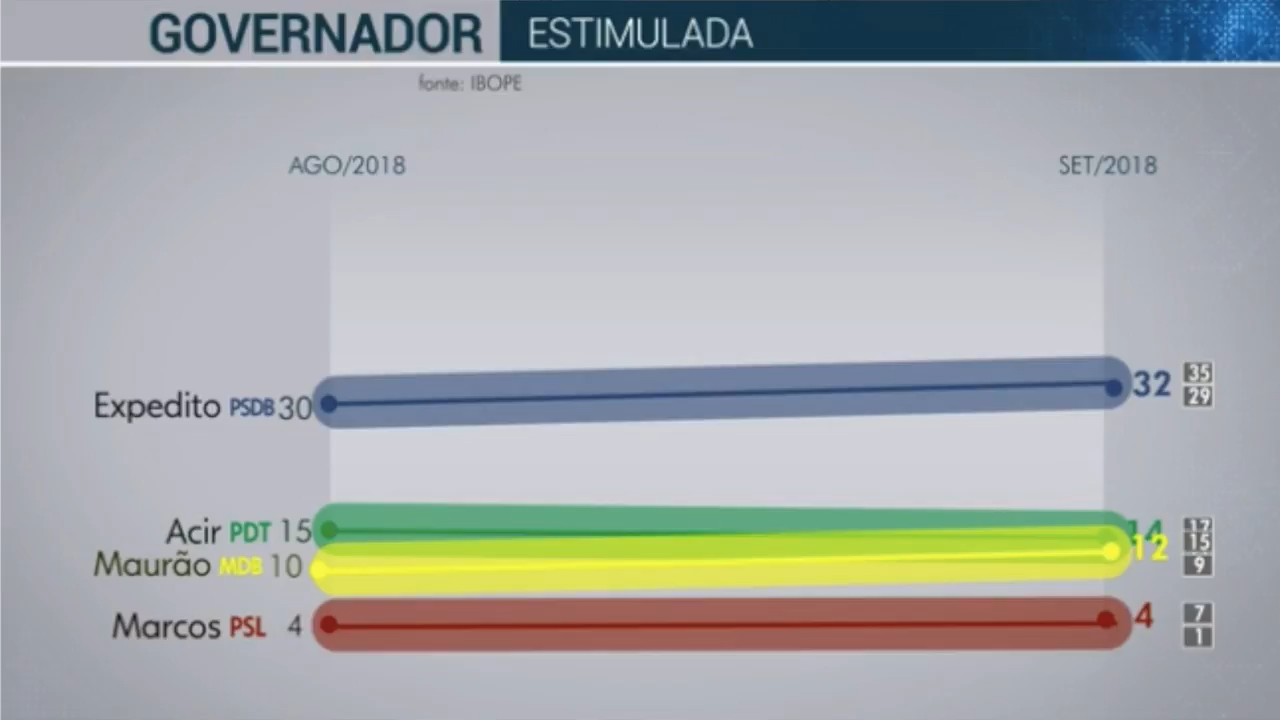 GOVERNADOR ESTIMULADA
fonte: IBOPE
AGO/2018 SET/2018
Expedito PSDB 30 32 35
29
Acir PDT 15 14 17
Maurão MDB 10 12 15
9
Marcos PSL 4 4 7
1